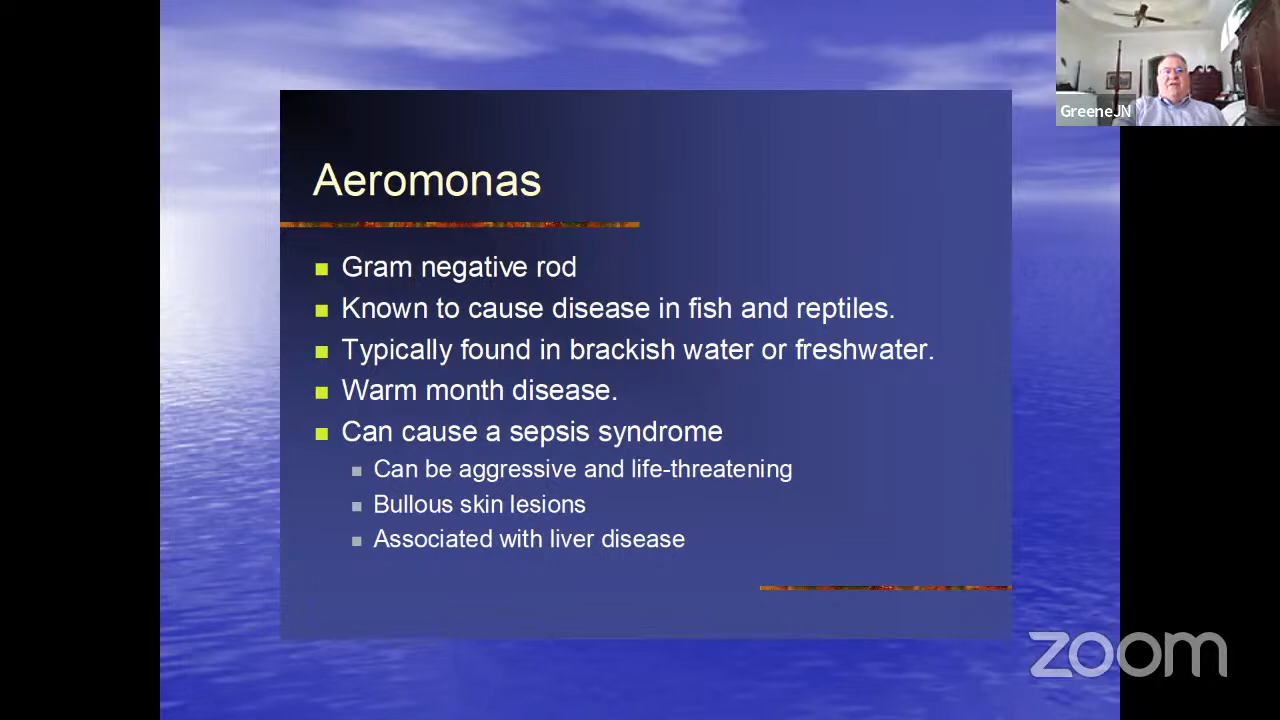 GreeneJN
Aeromonas
Gram negative rod
Known to cause disease in fish and reptiles.
Typically found in brackish water or freshwater.
Warm month disease.
Can cause a sepsis syndrome
Can be aggressive and life-threatening
Bullous skin lesions
Associated with liver disease
zoom